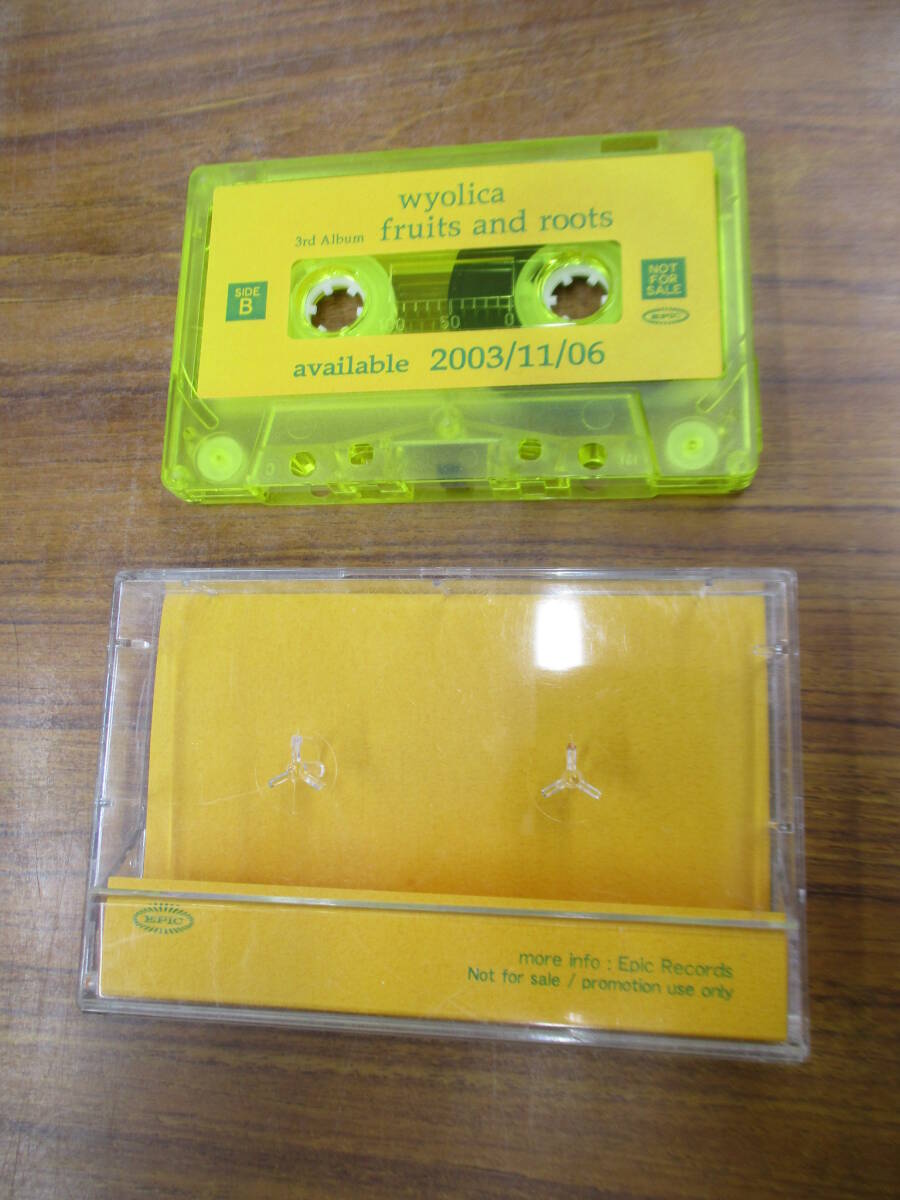 wyolica
3rd Album fruits and roots
SIDE
B
NOT
FOR
SALE
EPIC
100 50 0
available 2003/11/06
EPIC
more info : Epic Records
Not for sale / promotion use only